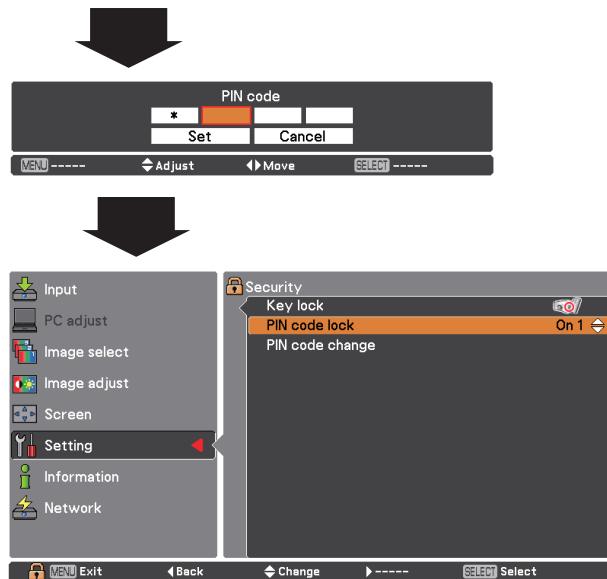 PIN code
*
Set Cancel
MENU ----- Adjust Move SELECT -----
Input
PC adjust
Image select
Image adjust
Screen
Setting
Information
Network
Security
Key lock
PIN code lock On 1
PIN code change
MENU Exit Back Change ----- SELECT Select